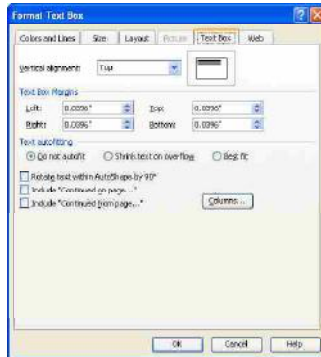 Format Text Box
Colors and Lines Size Layout Picture Text Box Web
Vertical alignment: Top
Text Box Margins
Left: 0.0396" Top: 0.0396"
Right: 0.0396" Bottom: 0.0396"
Text autofitting
Do not autofit Shrink text on overflow Best fit
Rotate text within AutoShape by 90°
Include "Continued on page..."
Include "Continued from page..."
Columns...
OK Cancel Help